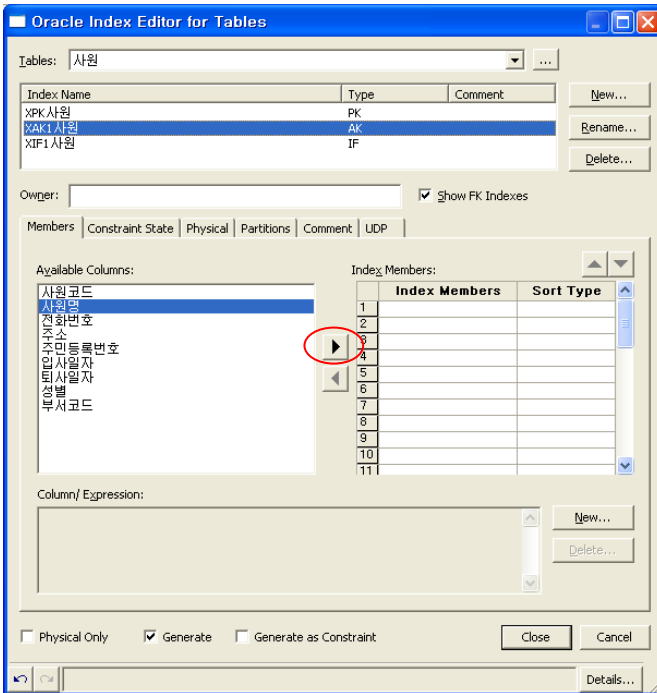 Oracle Index Editor for Tables
Tables: 사원 ...
Index Name Type Comment
XPK사원 PK
XAK1사원 AK
XIF1사원 IF
New...
Rename...
Delete...
Owner: Show FK Indexes
Members Constraint State Physical Partitions Comment UDP
Available Columns:
사원코드
사원명
전화번호
주소
주민등록번호
입사일자
퇴사일자
성별
부서코드
Index Members:
Index Members Sort Type
1
2
3
4
5
6
7
8
9
10
11
Column/Expression:
New...
Delete...
Physical Only Generate Generate as Constraint Close Cancel
Details...